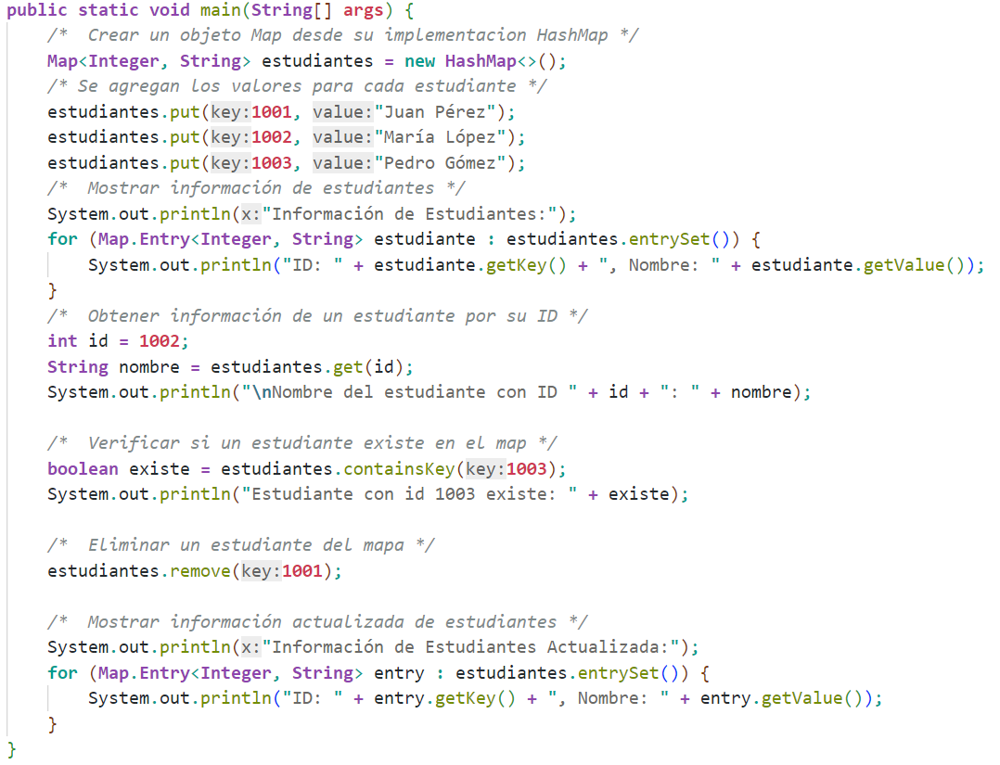 public static void main(String[] args) {
    /*  Crear un objeto Map desde su implementacion HashMap */
    Map<Integer, String> estudiantes = new HashMap<>();
    /* Se agregan los valores para cada estudiante */
    estudiantes.put(key:1001, value:"Juan Pérez");
    estudiantes.put(key:1002, value:"María López");
    estudiantes.put(key:1003, value:"Pedro Gómez");
    /*  Mostrar información de estudiantes */
    System.out.println(x:"Información de Estudiantes:");
    for (Map.Entry<Integer, String> estudiante : estudiantes.entrySet()) {
        System.out.println("ID: " + estudiante.getKey() + ", Nombre: " + estudiante.getValue());
    }
    /*  Obtener información de un estudiante por su ID */
    int id = 1002;
    String nombre = estudiantes.get(id);
    System.out.println("\nNombre del estudiante con ID " + id + ": " + nombre);

    /*  Verificar si un estudiante existe en el map */
    boolean existe = estudiantes.containsKey(key:1003);
    System.out.println("Estudiante con id 1003 existe: " + existe);

    /*  Eliminar un estudiante del mapa */
    estudiantes.remove(key:1001);

    /*  Mostrar información actualizada de estudiantes */
    System.out.println(x:"Información de Estudiantes Actualizada:");
    for (Map.Entry<Integer, String> entry : estudiantes.entrySet()) {
        System.out.println("ID: " + entry.getKey() + ", Nombre: " + entry.getValue());
    }
}